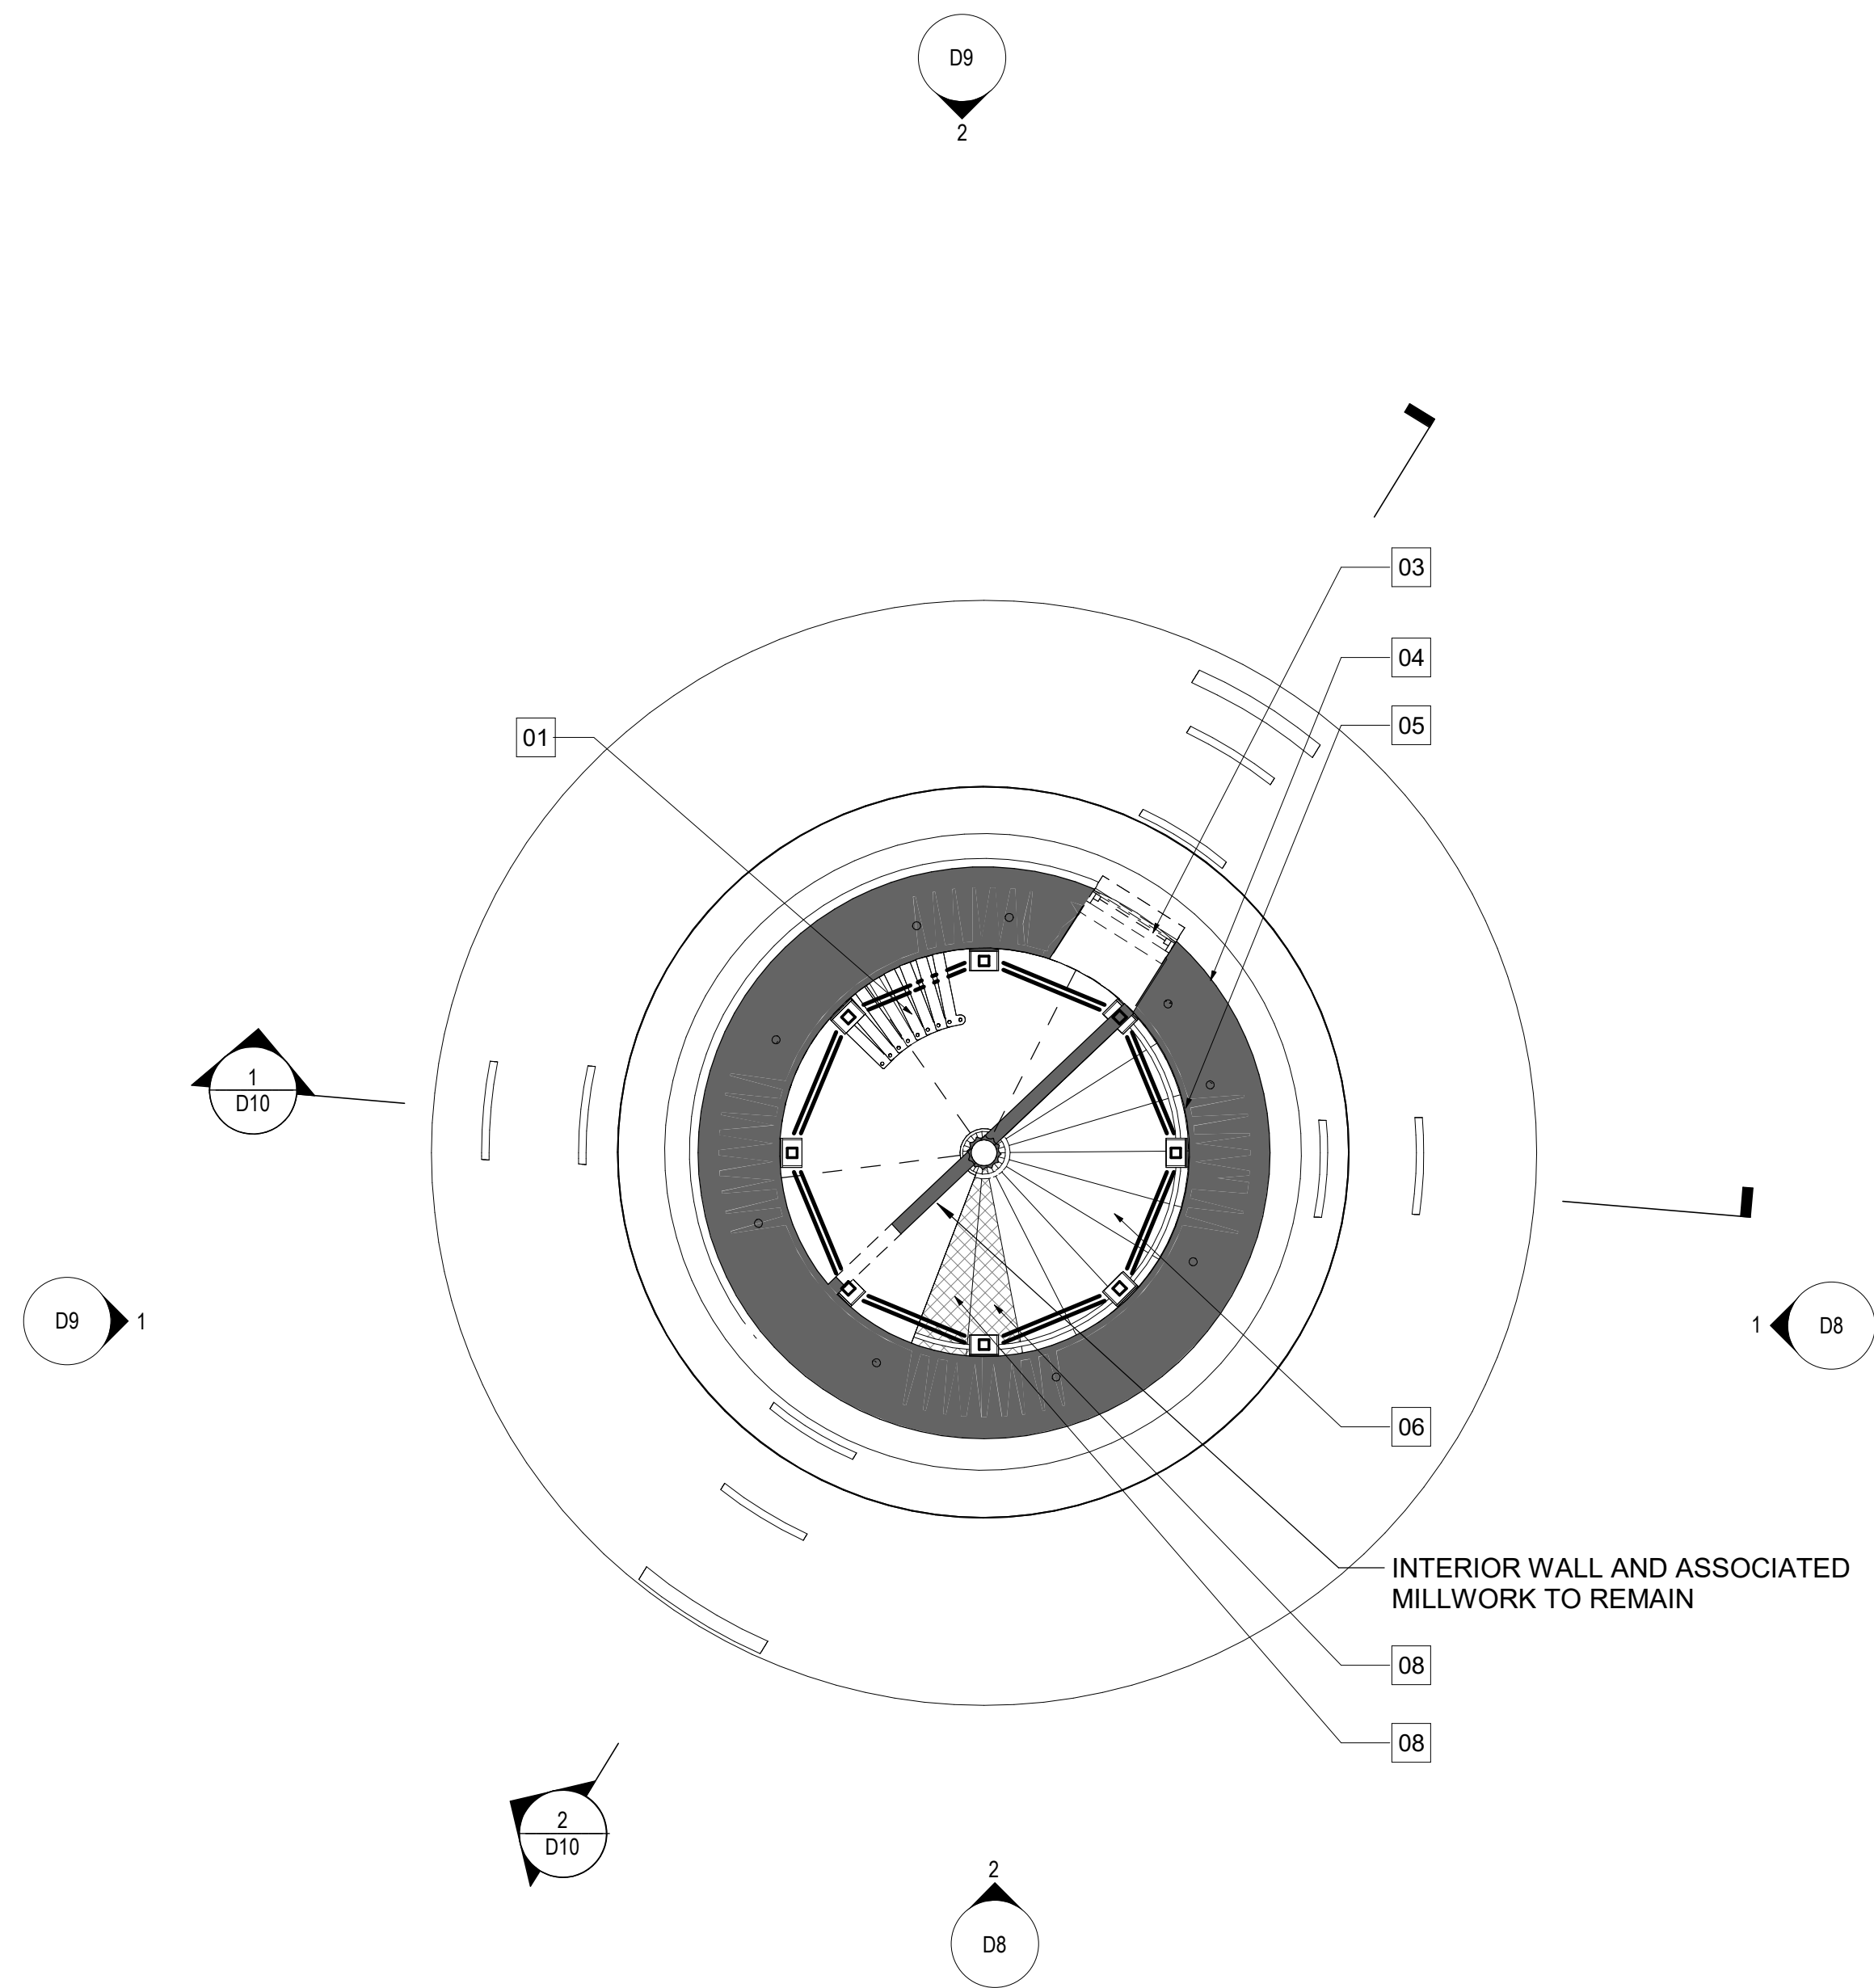 D9
2
03
04
05
01
1
D10
D9
1
1
D8
06
INTERIOR WALL AND ASSOCIATED
MILLWORK TO REMAIN
08
08
2
D10
2
D8